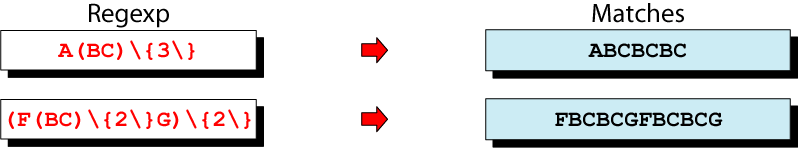 Regexp Matches
A(BC)\{3\} ABCBCBC
(F(BC)\{2\}G)\{2\} FBCBCGFBCBCG